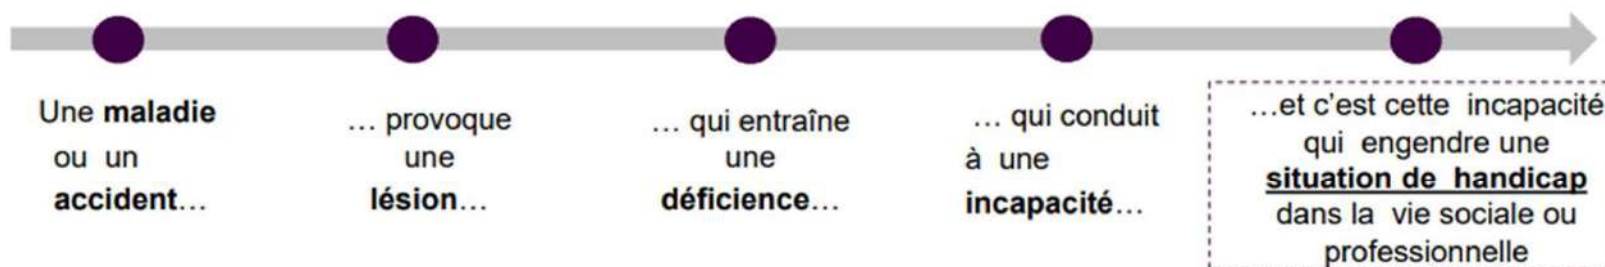 Une maladie
ou un
accident…
… provoque
une
lésion…
… qui entraîne
une
déficience…
… qui conduit
à une
incapacité…
…et c’est cette incapacité
qui engendre une
situation de handicap
dans la vie sociale ou
professionnelle